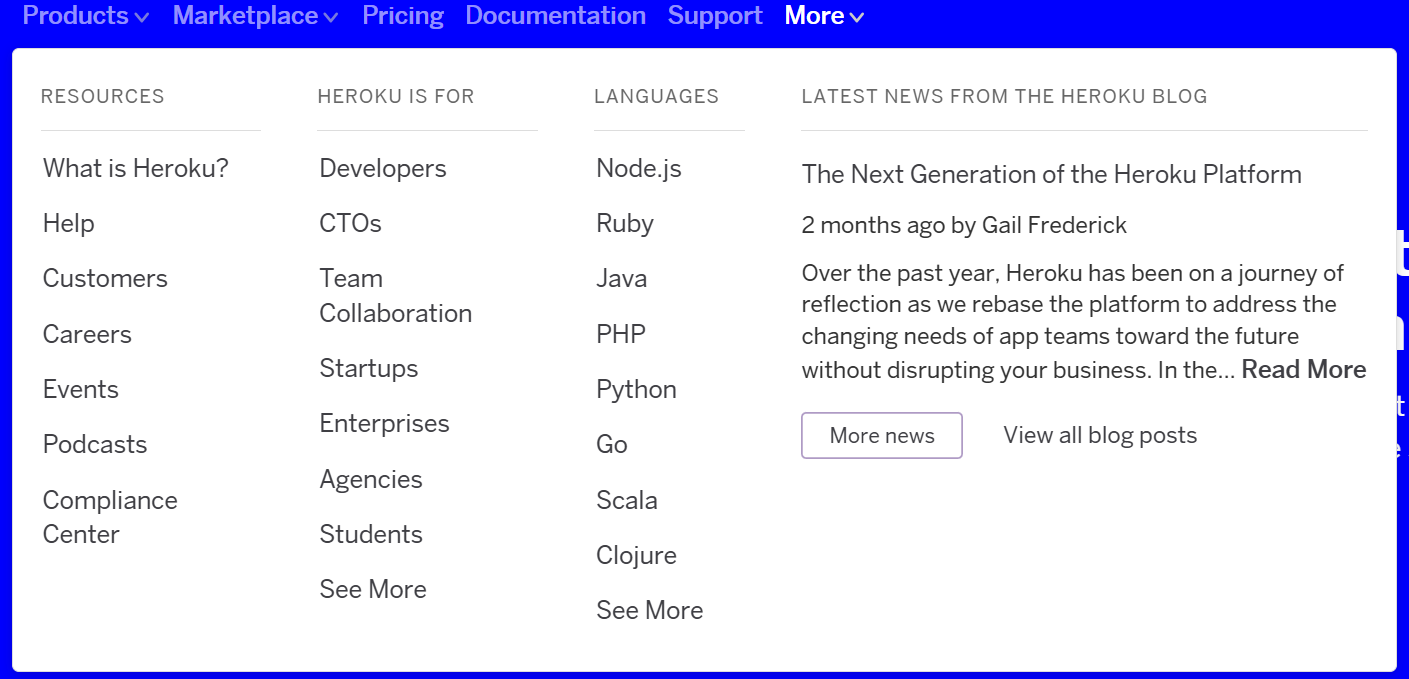 Products Marketplace Pricing Documentation Support More
RESOURCES
What is Heroku?
Help
Customers
Careers
Events
Podcasts
Compliance
Center
HEROKU IS FOR
Developers
CTOs
Team
Collaboration
Startups
Enterprises
Agencies
Students
See More
LANGUAGES
Node.js
Ruby
Java
PHP
Python
Go
Scala
Clojure
See More
LATEST NEWS FROM THE HEROKU BLOG
The Next Generation of the Heroku Platform
2 months ago by Gail Frederick
Over the past year, Heroku has been on a journey of
reflection as we rebase the platform to address the
changing needs of app teams toward the future
without disrupting your business. In the... Read More
More news View all blog posts